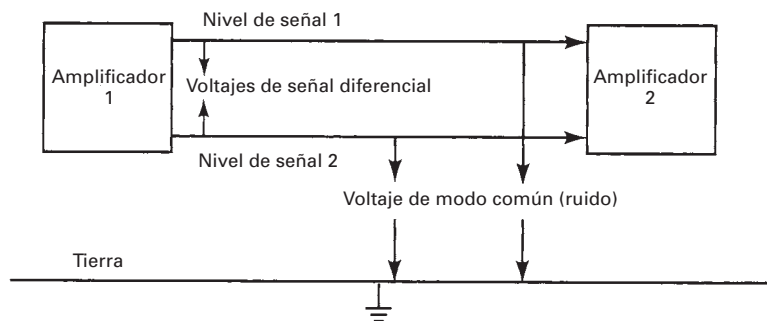 Nivel de señal 1
Amplificador
1
Voltajes de señal diferencial
Amplificador
2
Nivel de señal 2
Voltaje de modo común (ruido)
Tierra